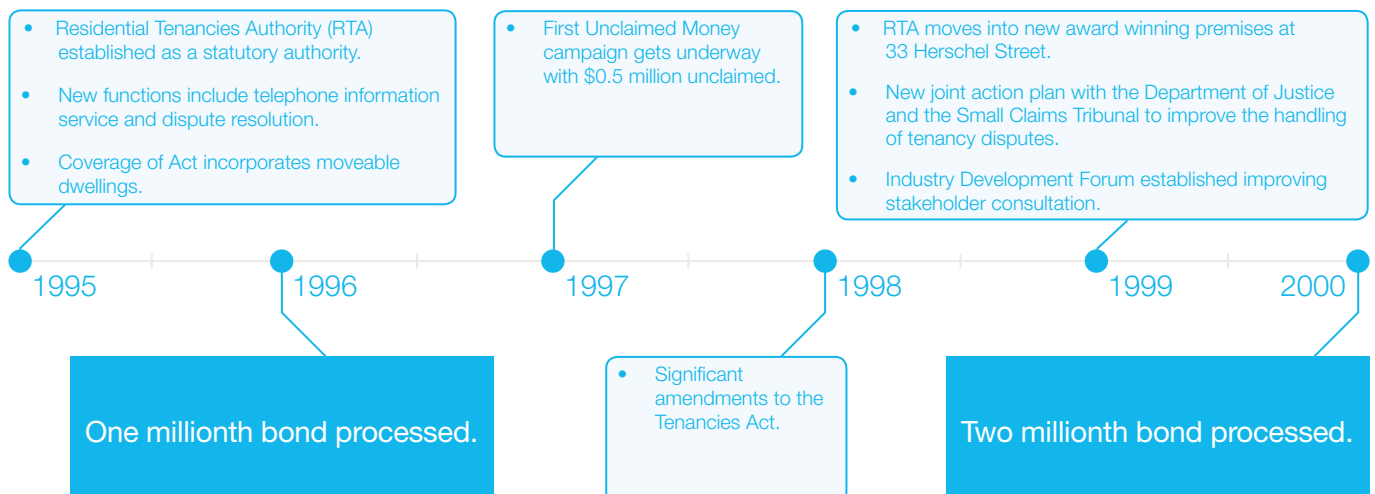 • Residential Tenancies Authority (RTA)
established as a statutory authority.
• New functions include telephone information
service and dispute resolution.
• Coverage of Act incorporates moveable
dwellings.
• First Unclaimed Money
campaign gets underway
with $0.5 million unclaimed.
• RTA moves into new award winning premises at
33 Herschel Street.
• New joint action plan with the Department of Justice
and the Small Claims Tribunal to improve the handling
of tenancy disputes.
• Industry Development Forum established improving
stakeholder consultation.
1995
1996
1997
1998
1999
2000
One millionth bond processed.
• Significant
amendments to the
Tenancies Act.
Two millionth bond processed.